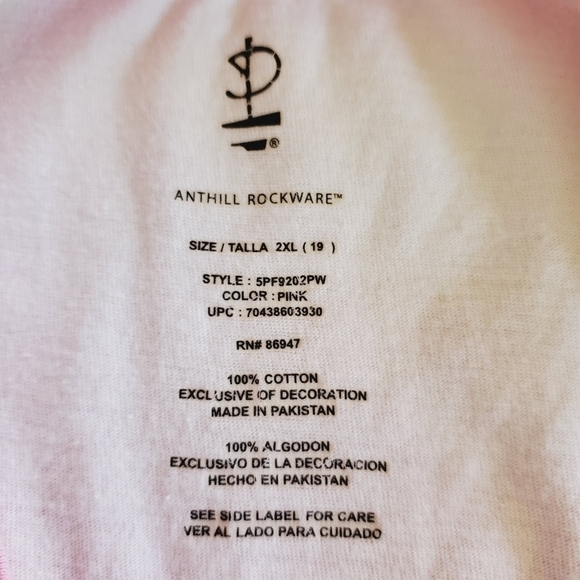 ®
ANTHILL ROCKWARE™
SIZE / TALLA 2XL ( 19 )
STYLE : 5PF9202PW
COLOR : PINK
UPC : 70438603930
RN# 86947
100% COTTON
EXCLUSIVE OF DECORATION
MADE IN PAKISTAN
100% ALGODON
EXCLUSIVO DE LA DECORACION
HECHO EN PAKISTAN
SEE SIDE LABEL FOR CARE
VER AL LADO PARA CUIDADO